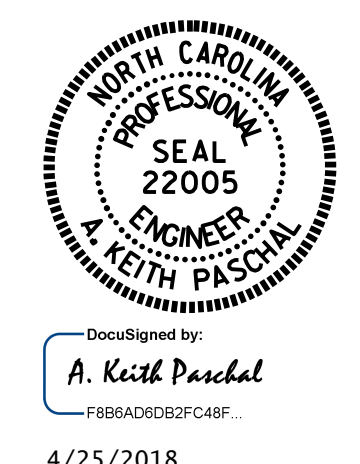 NORTH CAROLINA
PROFESSIONAL
SEAL
22005
ENGINEER
A. KEITH PASCHAL
DocuSigned by:
A. Keith Paschal
F8B6AD6DB2FC48F...
4/25/2018